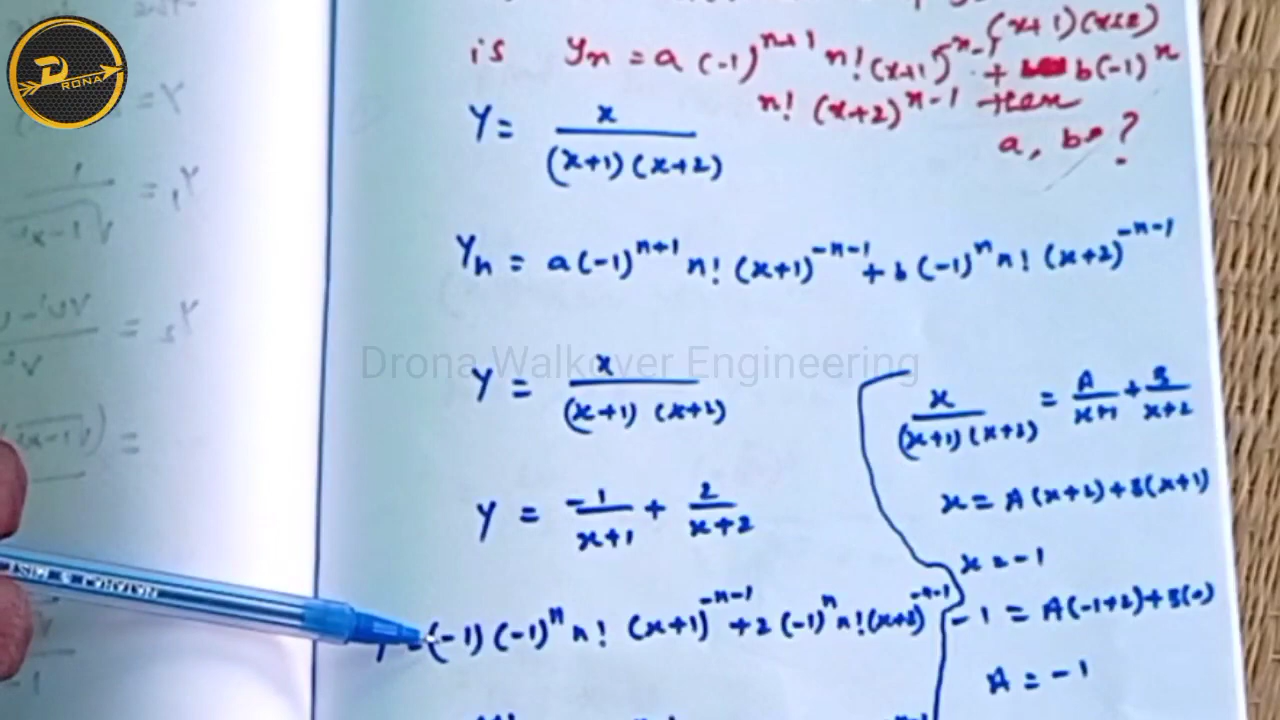 DRONA
(x+1)(x+2)
is Yn = a (-1)^(n+1) n! (x+1)^(n-1) + b(-1)^n
n! (x+2)^(n-1) then
a, b = ?
Y = x/((x+1)(x+2))
Yn = a(-1)^(n+1) n! (x+1)^(-n-1) + b (-1)^n n! (x+2)^(-n-1)
Drona Walkover Engineering
Y = x/((x+1)(x+2))
Y = -1/(x+1) + 2/(x+2)
Y = (-1)(-1)^n n! (x+1)^(-n-1) + 2(-1)^n n! (x+2)^(-n-1)
x/((x+1)(x+2)) = A/(x+1) + B/(x+2)
x = A(x+2)+B(x+1)
x = -1
-1 = A(-1+2)+B(0)
A = -1